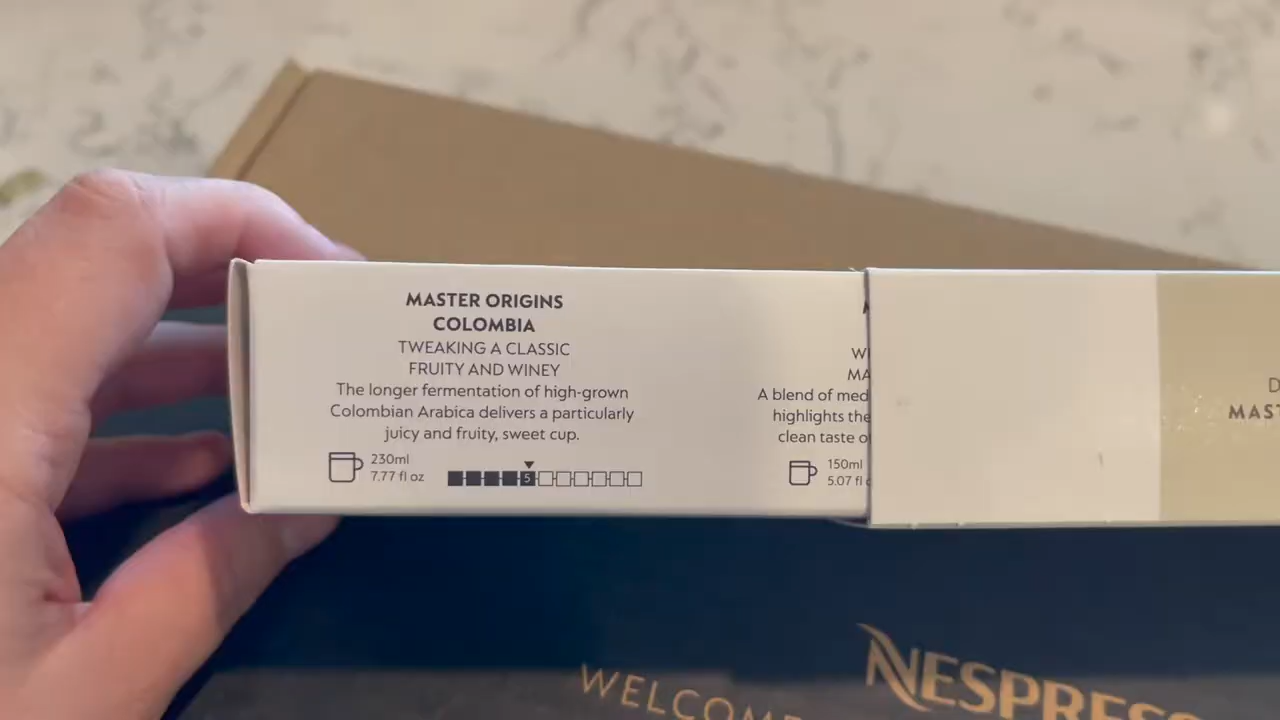 MASTER ORIGINS
COLOMBIA
TWEAKING A CLASSIC
FRUITY AND WINEY
The longer fermentation of high-grown
Colombian Arabica delivers a particularly
juicy and fruity, sweet cup.
230ml
7.77 fl oz
5
A blend of med
highlights the
clean taste o
150ml
5.07 fl
WELCOME
NESPRES